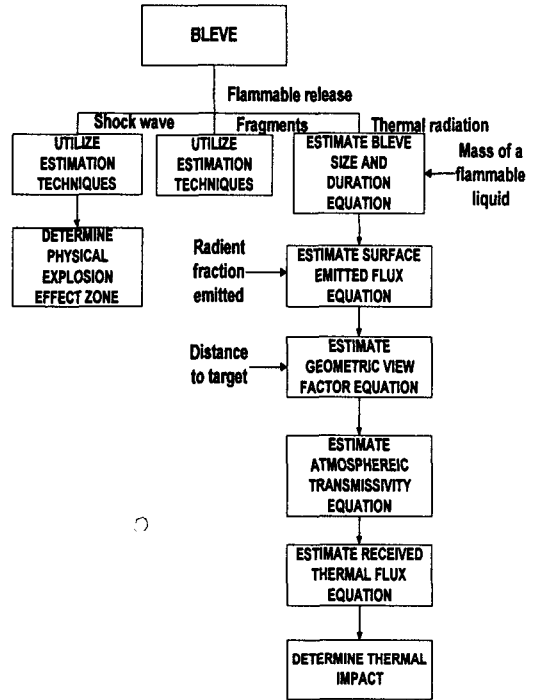 BLEVE
Flammable release
Shock wave
Fragments
Thermal radiation
UTILIZE
ESTIMATION
TECHNIQUES
UTILIZE
ESTIMATION
TECHNIQUES
ESTIMATE BLEVE
SIZE AND
DURATION
EQUATION
Mass of a
flammable
liquid
DETERMINE
PHYSICAL
EXPLOSION
EFFECT ZONE
Radient
fraction
emitted
ESTIMATE SURFACE
EMITTED FLUX
EQUATION
Distance
to target
ESTIMATE
GEOMETRIC VIEW
FACTOR EQUATION
ESTIMATE
ATMOSPHEREIC
TRANSMISSIVITY
EQUATION
ESTIMATE RECEIVED
THERMAL FLUX
EQUATION
DETERMINE THERMAL
IMPACT